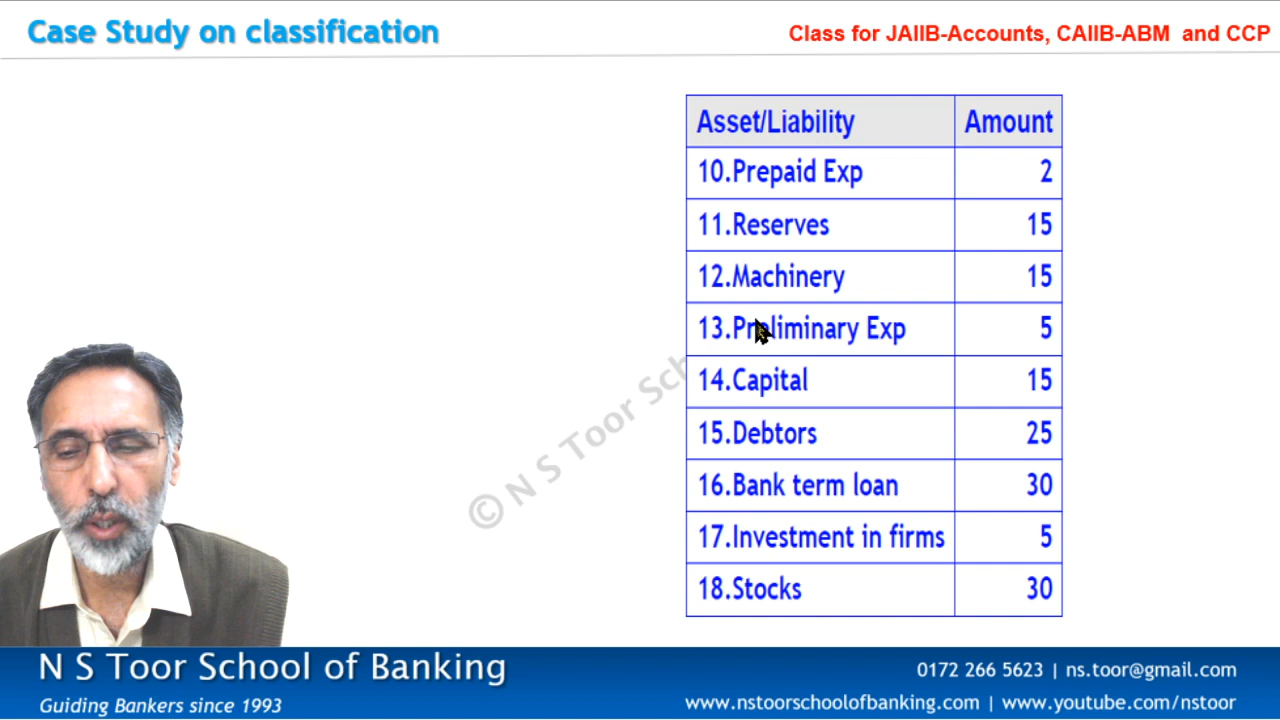 Case Study on classification
Class for JAIIB-Accounts, CAIIB-ABM and CCP
Asset/Liability Amount
10.Prepaid Exp 2
11.Reserves 15
12.Machinery 15
13.Preliminary Exp 5
14.Capital 15
15.Debtors 25
16.Bank term loan 30
17.Investment in firms 5
18.Stocks 30
© N S Toor Sch
N S Toor School of Banking
Guiding Bankers since 1993
0172 266 5623 | ns.toor@gmail.com
www.nstoorschoolofbanking.com | www.youtube.com/nstoor